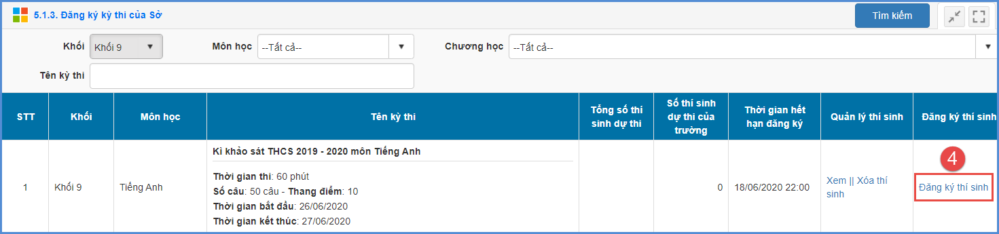 5.1.3. Đăng ký kỳ thi của Sở
Tìm kiếm
Khối
Khối 9
Môn học
--Tất cả--
Chương học
--Tất cả--
Tên kỳ thi
STT
Khối
Môn học
Tên kỳ thi
Tổng số thí
sinh dự thi
Số thí sinh
dự thi của
trường
Thời gian hết
hạn đăng ký
Quản lý thí sinh
Đăng ký thí sinh
1
Khối 9
Tiếng Anh
Kì khảo sát THCS 2019 - 2020 môn Tiếng Anh
Thời gian thi: 60 phút
Số câu: 50 câu - Thang điểm: 10
Thời gian bắt đầu: 26/06/2020
Thời gian kết thúc: 27/06/2020
0
18/06/2020 22:00
Xem || Xóa thí
sinh
4
Đăng ký thí sinh